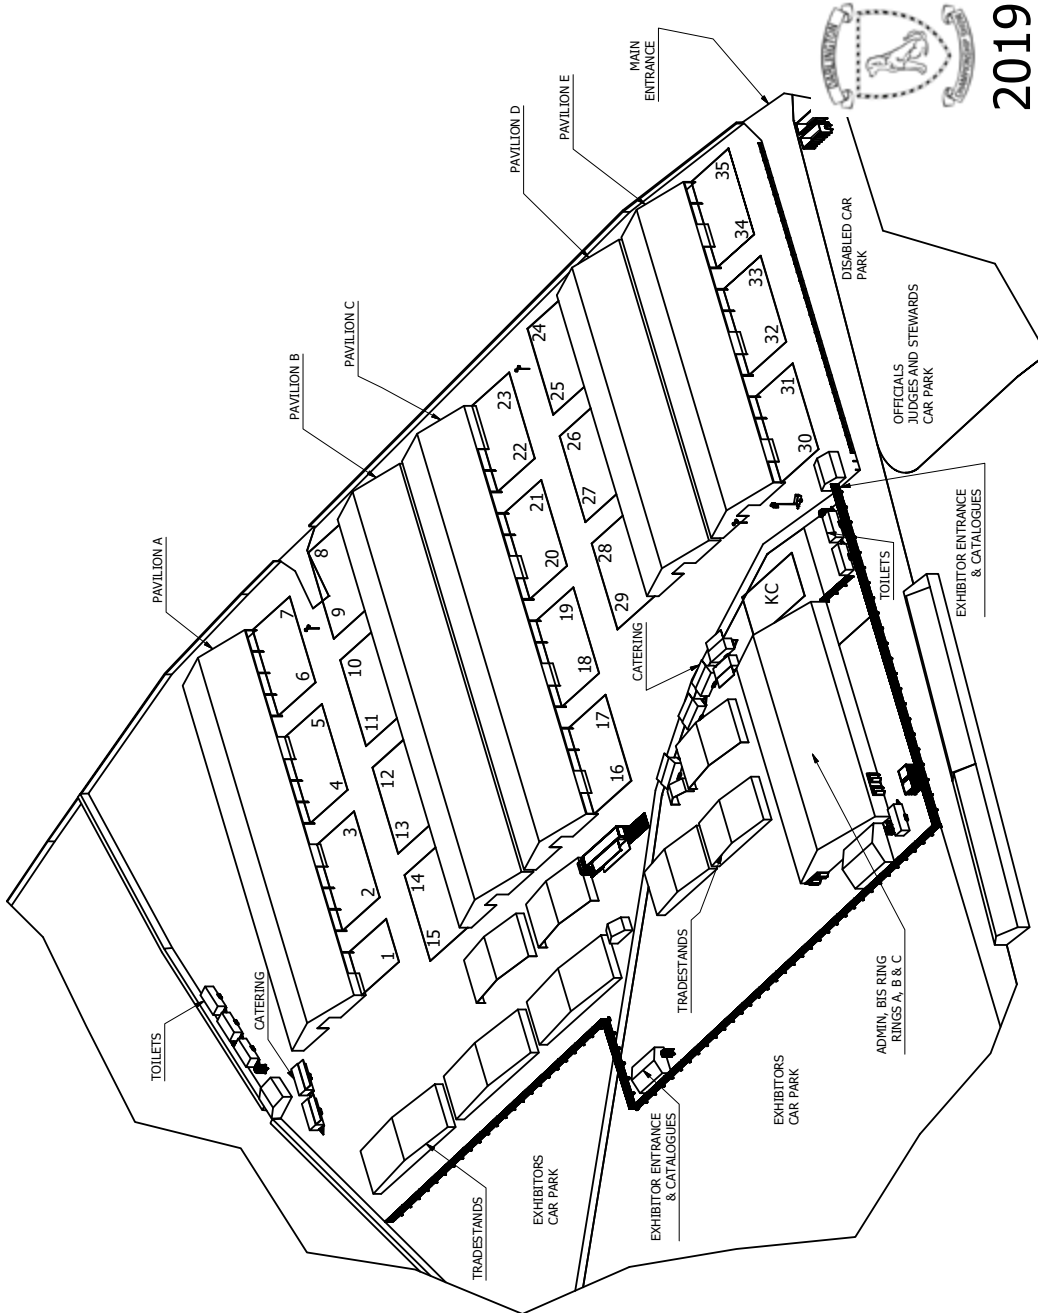 DARLINGTON
2019
MAIN
ENTRANCE
PAVILION E
PAVILION D
PAVILION C
PAVILION B
PAVILION A
TOILETS
CATERING
TRADESTANDS
EXHIBITORS
CAR PARK
EXHIBITOR ENTRANCE
& CATALOGUES
EXHIBITORS
CAR PARK
TRADESTANDS
ADMIN, BIS RING
RINGS A, B & C
CATERING
KC
TOILETS
EXHIBITOR ENTRANCE
& CATALOGUES
OFFICIALS
JUDGES AND STEWARDS
CAR PARK
DISABLED CAR
PARK
1
2
3
4
5
6
7
8
9
10
11
12
13
14
15
16
17
18
19
20
21
22
23
24
25
26
27
28
29
30
31
32
33
34
35